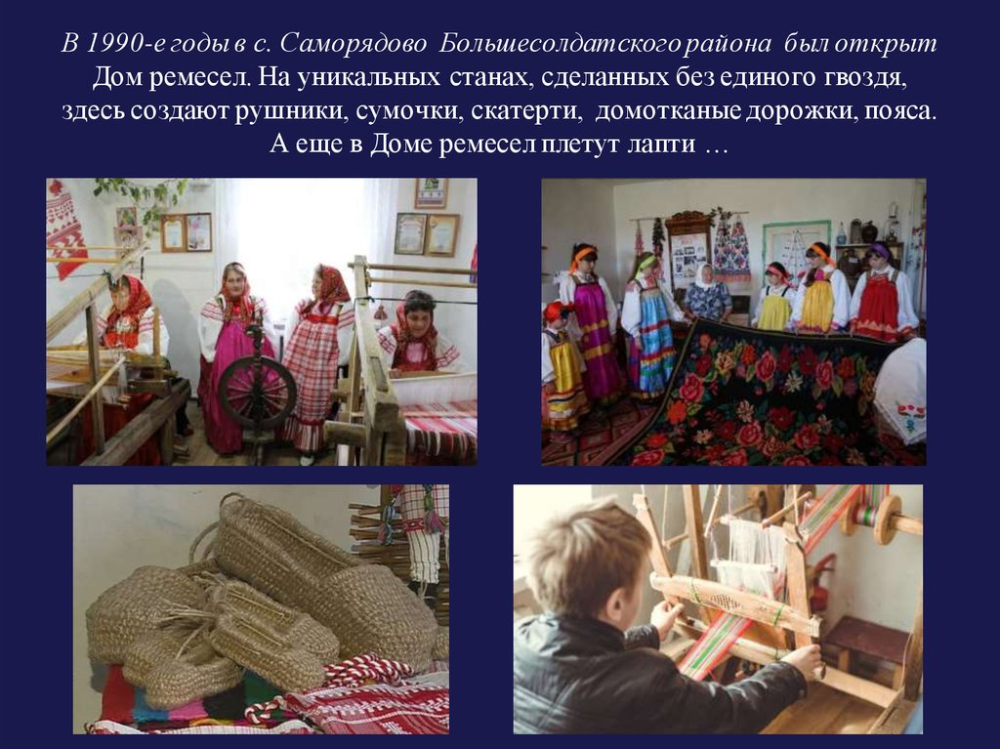 В 1990-е годы в с. Саморядово Большесолдатского района был открыт
Дом ремесел. На уникальных станах, сделанных без единого гвоздя,
здесь создают рушники, сумочки, скатерти, домотканые дорожки, пояса.
А еще в Доме ремесел плетут лапти …